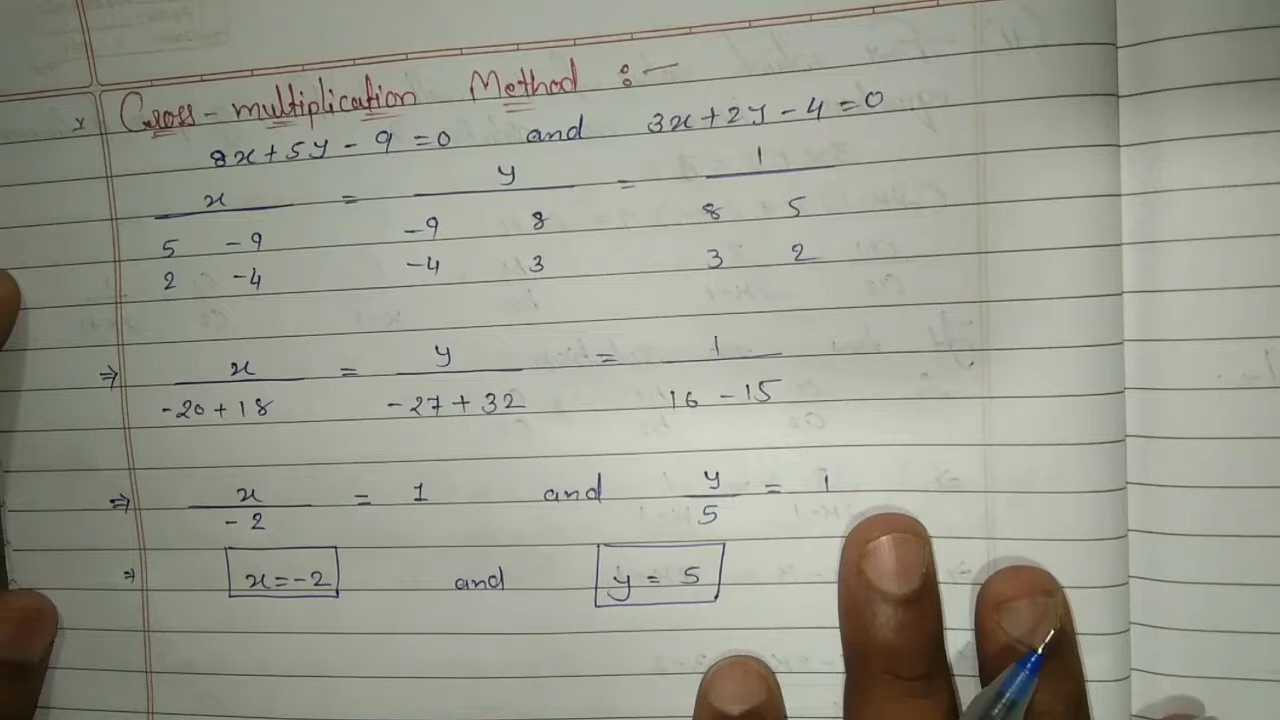 Cross-multiplication Method :-
8x+5y-9=0 and 3x+2y-4=0
x = y = 1
5 -9 -9 8 8 5
2 -4 -4 3 3 2
⇒ x = y = 1
-20+18 -27+32 16-15
⇒ x = 1 and y = 1
-2 5
⇒ x=-2 and y = 5